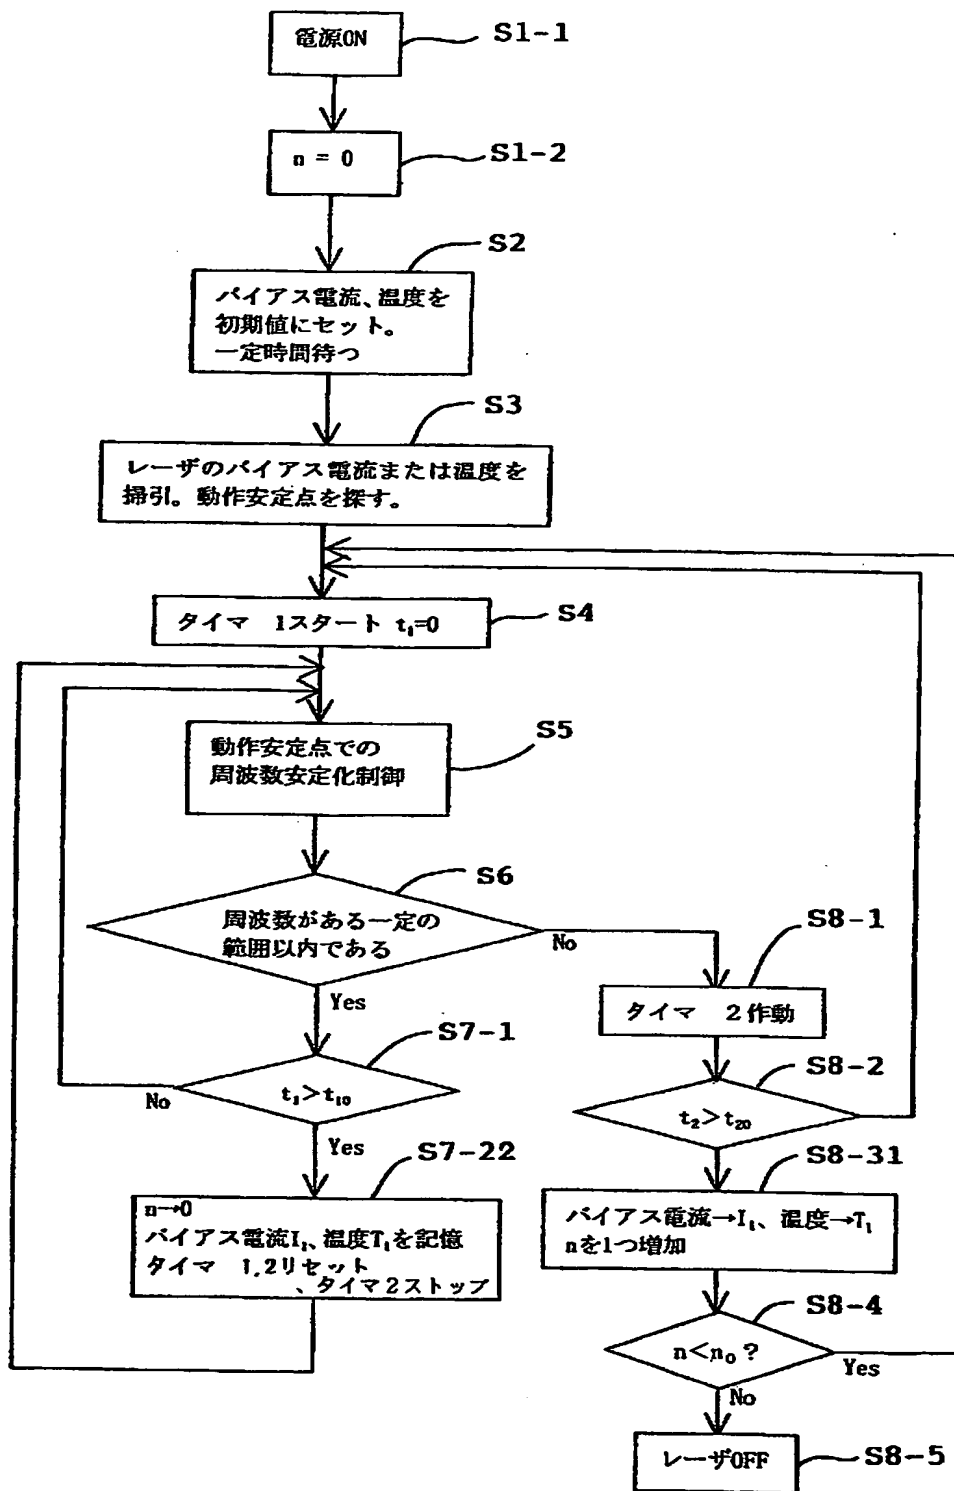 電源ON
S1-1
n = 0
S1-2
S2
バイアス電流、温度を
初期値にセット。
一定時間待つ
S3
レーザのバイアス電流または温度を
掃引。動作安定点を探す。
タイマ 1スタート t₁=0
S4
動作安定点での
周波数安定化制御
S5
S6
周波数がある一定の
範囲以内である
No
Yes
S8-1
タイマ 2作動
S7-1
t₁>t₁₀
No
Yes
S8-2
t₂>t₂₀
S7-22
n→0
バイアス電流I₁、温度T₁を記憶
タイマ 1.2リセット
、タイマ2ストップ
S8-31
バイアス電流→I₁、温度→T₁
nを1つ増加
S8-4
n<n₀?
Yes
No
レーザOFF
S8-5